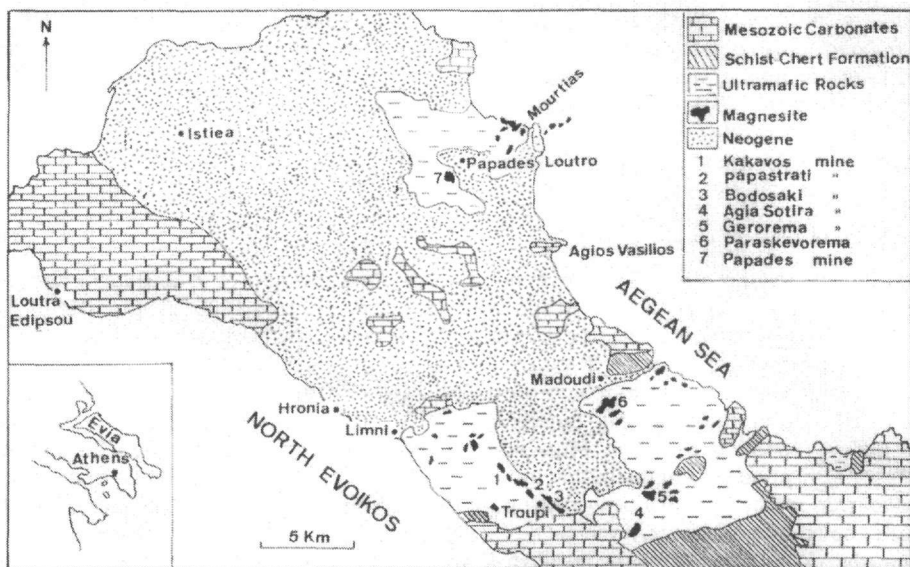 N
Mesozoic Carbonates
Schist-Chert Formation
Ultramafic Rocks
Magnesite
Neogene
1 Kakavos mine
2 papastrati "
3 Bodosaki "
4 Agia Sotira "
5 Gerorema "
6 Paraskevorema
7 Papades mine
Istiea
Mourtias
Papades
Loutro
7
Agios Vasilios
Loutra
Edipsou
AEGEAN SEA
Madoudi
6
Hronia
Limni
NORTH EVOIKOS
Evia
Athens
1
2
3
Troupi
5
4
5 Km